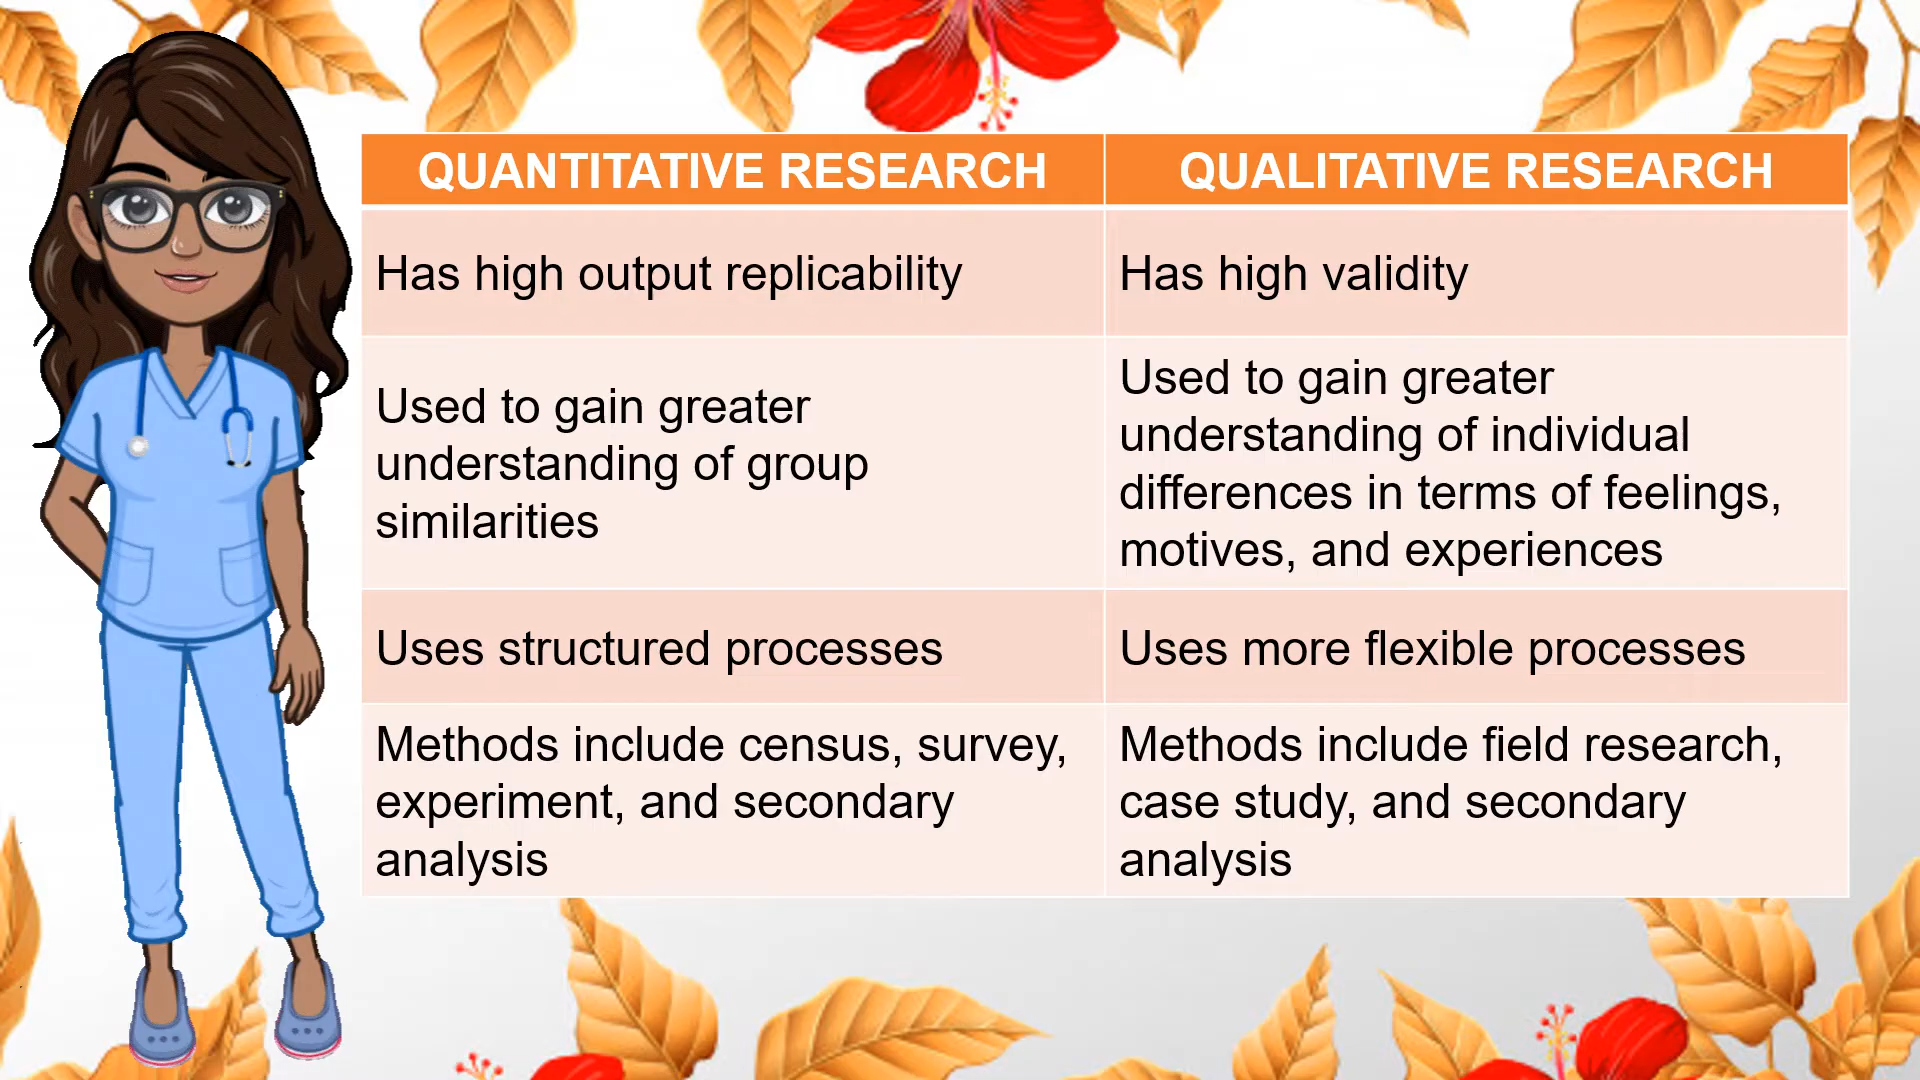 QUANTITATIVE RESEARCH
QUALITATIVE RESEARCH
Has high output replicability
Has high validity
Used to gain greater
understanding of group
similarities
Used to gain greater
understanding of individual
differences in terms of feelings,
motives, and experiences
Uses structured processes
Uses more flexible processes
Methods include census, survey,
experiment, and secondary
analysis
Methods include field research,
case study, and secondary
analysis